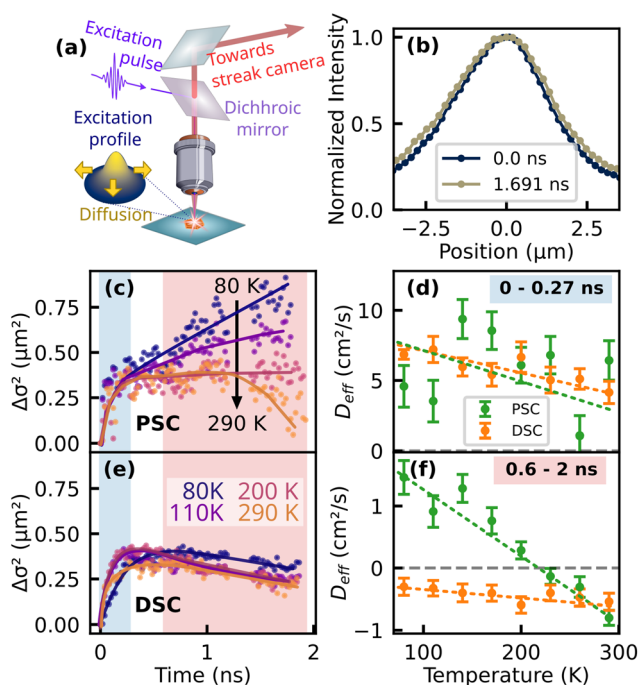 (a)
Excitation
pulse
Towards
streak camera
Dichhroic
mirror
Excitation
profile
Diffusion
(b)
Normalized Intensity
1.0
0.5
0.0
0.0 ns
1.691 ns
−2.5 0.0 2.5
Position (μm)
(c)
Δσ² (μm²)
0.75
0.50
0.25
0.00
80 K
290 K
PSC
(d)
0 - 0.27 ns
D_eff (cm²/s)
10
5
0
PSC
DSC
(e)
Δσ² (μm²)
0.75
0.50
0.25
0.00
80K 200 K
110K 290 K
DSC
0 1 2
Time (ns)
(f)
0.6 - 2 ns
D_eff (cm²/s)
1
0
−1
100 200 300
Temperature (K)